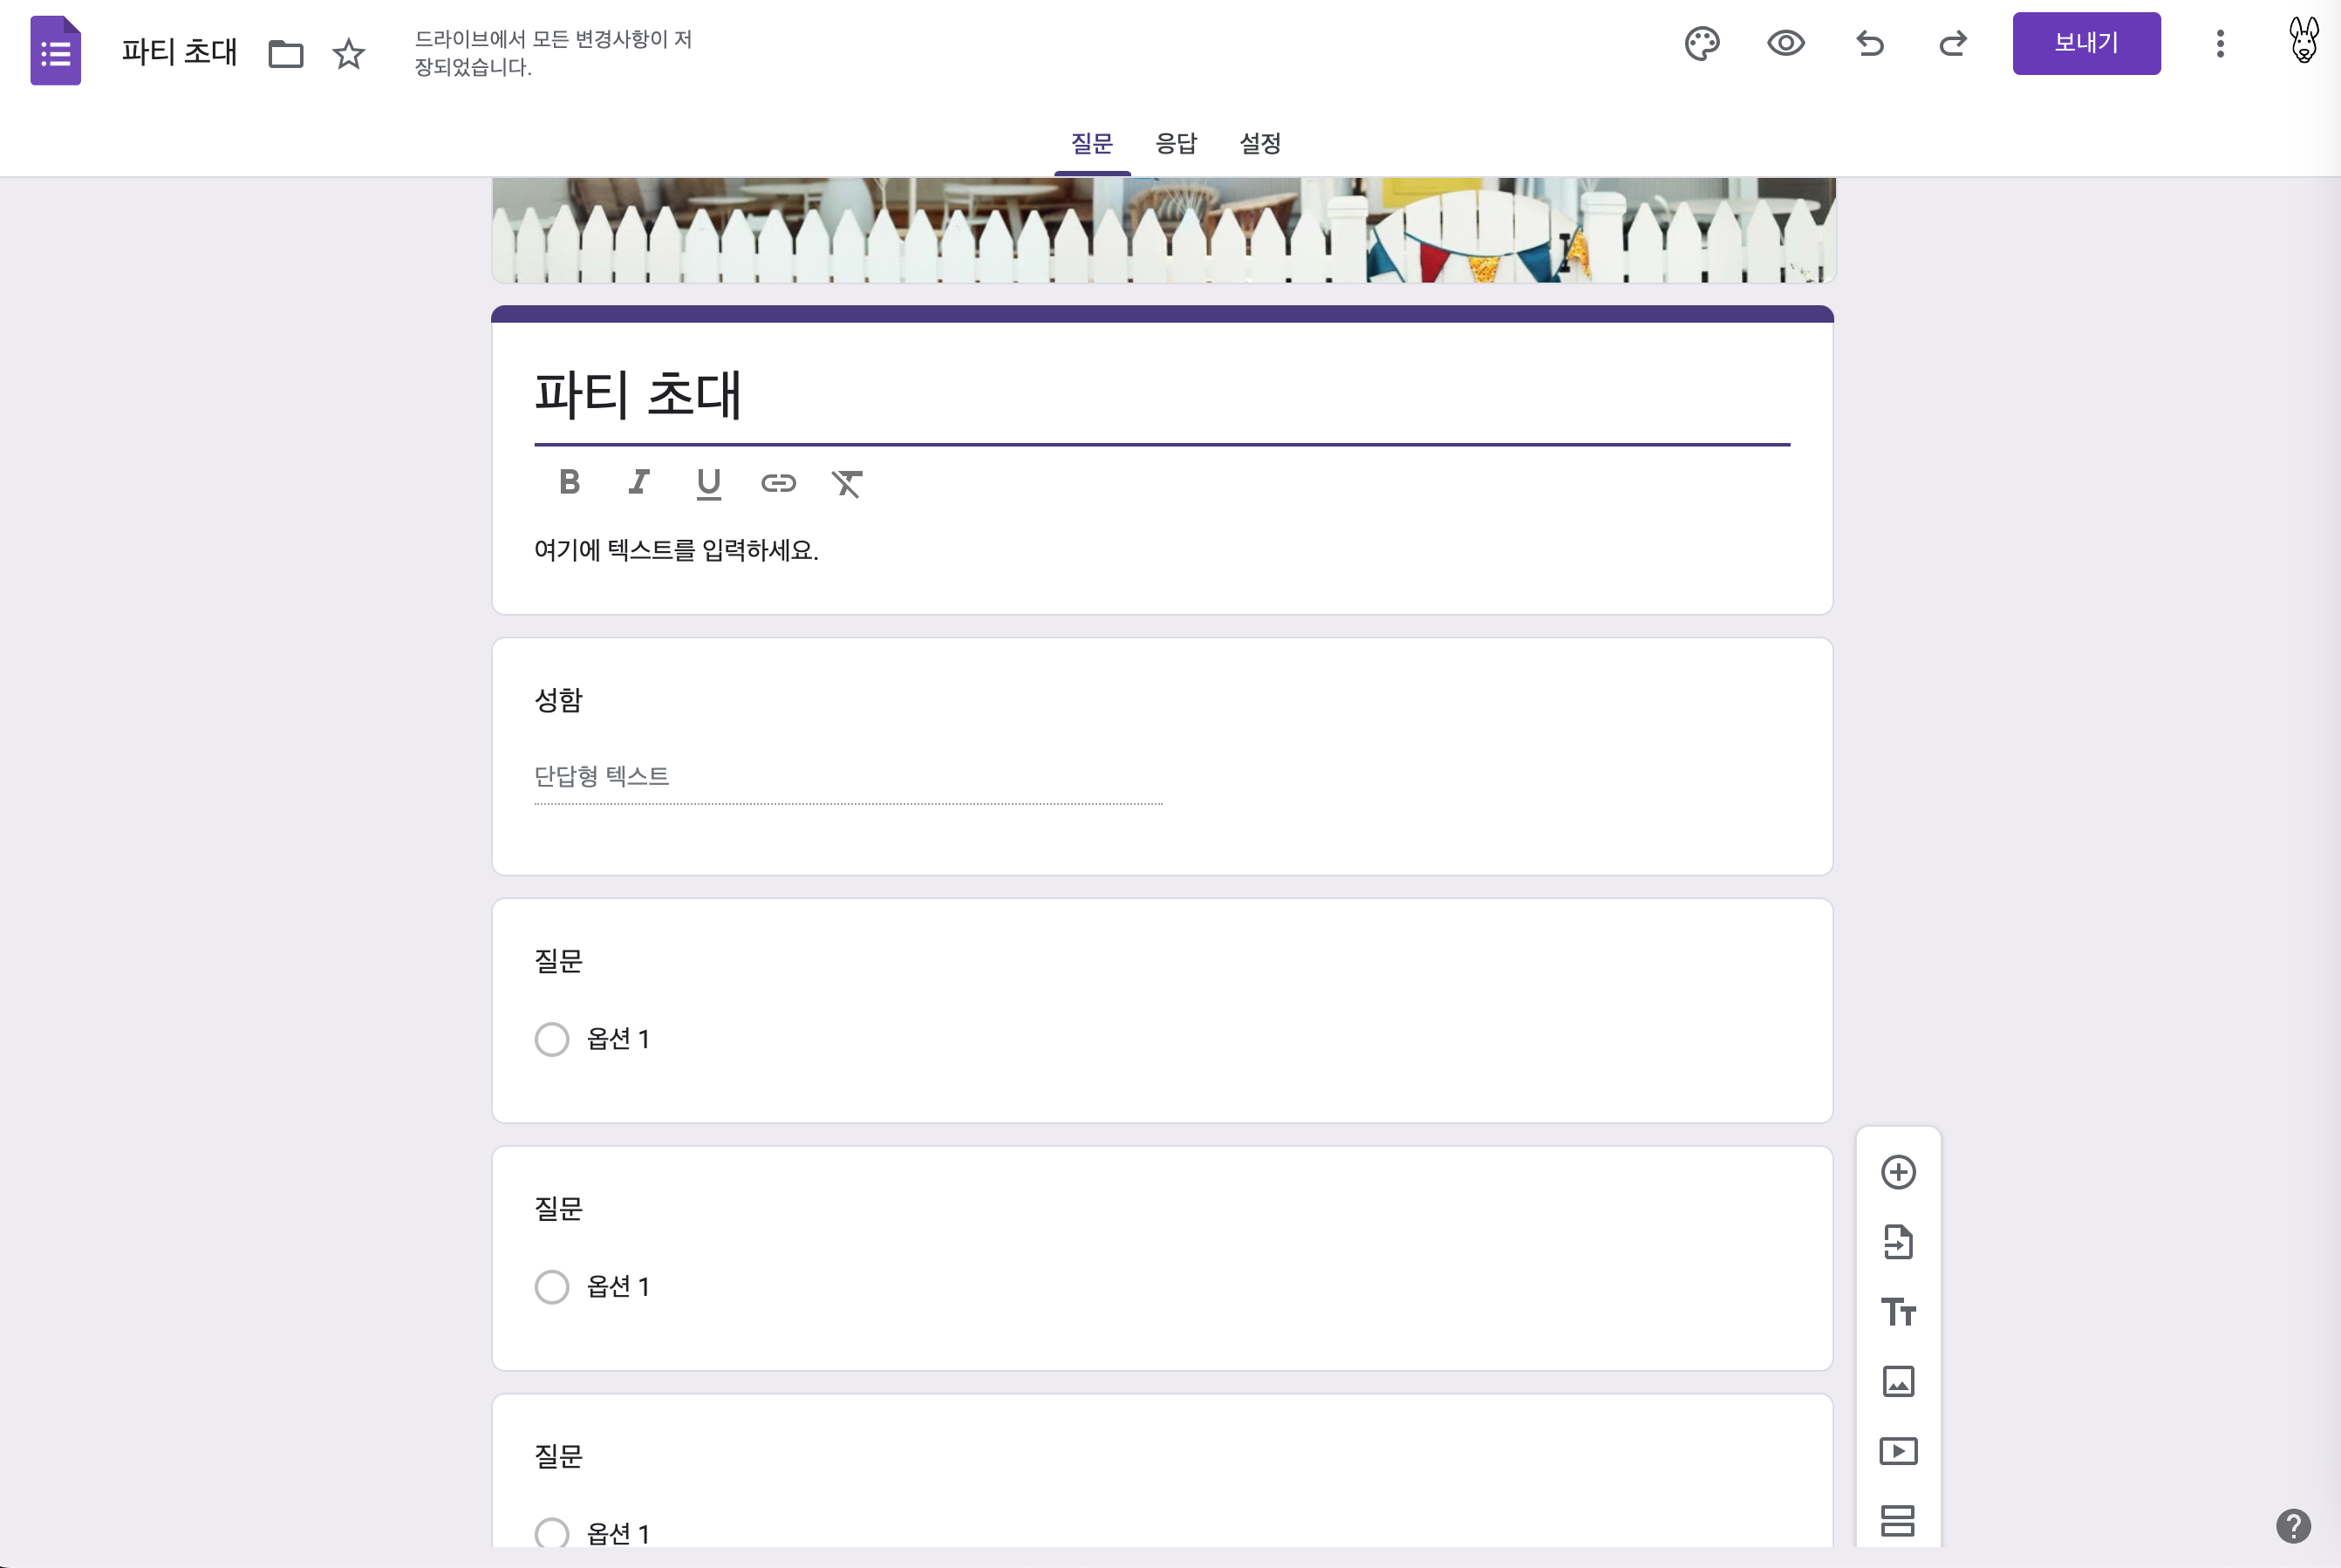 파티 초대
드라이브에서 모든 변경사항이 저
장되었습니다.
보내기
질문 응답 설정
파티 초대
B I U
여기에 텍스트를 입력하세요.
성함
단답형 텍스트
질문
옵션 1
질문
옵션 1
질문
옵션 1